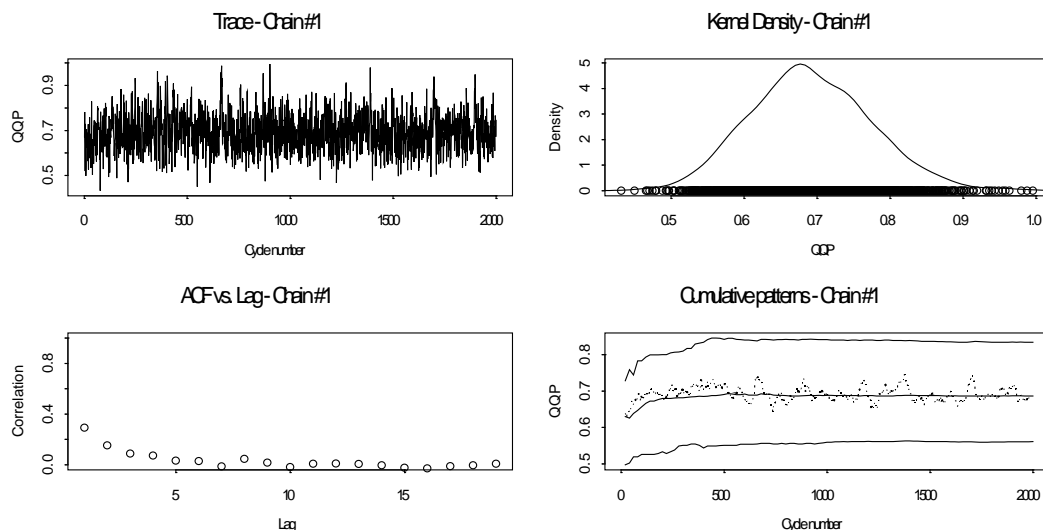 Trace - Chain #1
0.9
0.7
0.5
QQP
0
500
1000
1500
2000
Cycle number
Kernel Density - Chain #1
5
4
3
2
1
0
Density
0.5
0.6
0.7
0.8
0.9
1.0
QQP
ACF vs. Lag - Chain #1
0.8
0.4
0.0
Correlation
5
10
15
Lag
Cumulative patterns - Chain #1
0.8
0.7
0.6
0.5
QQP
0
500
1000
1500
2000
Cycle number